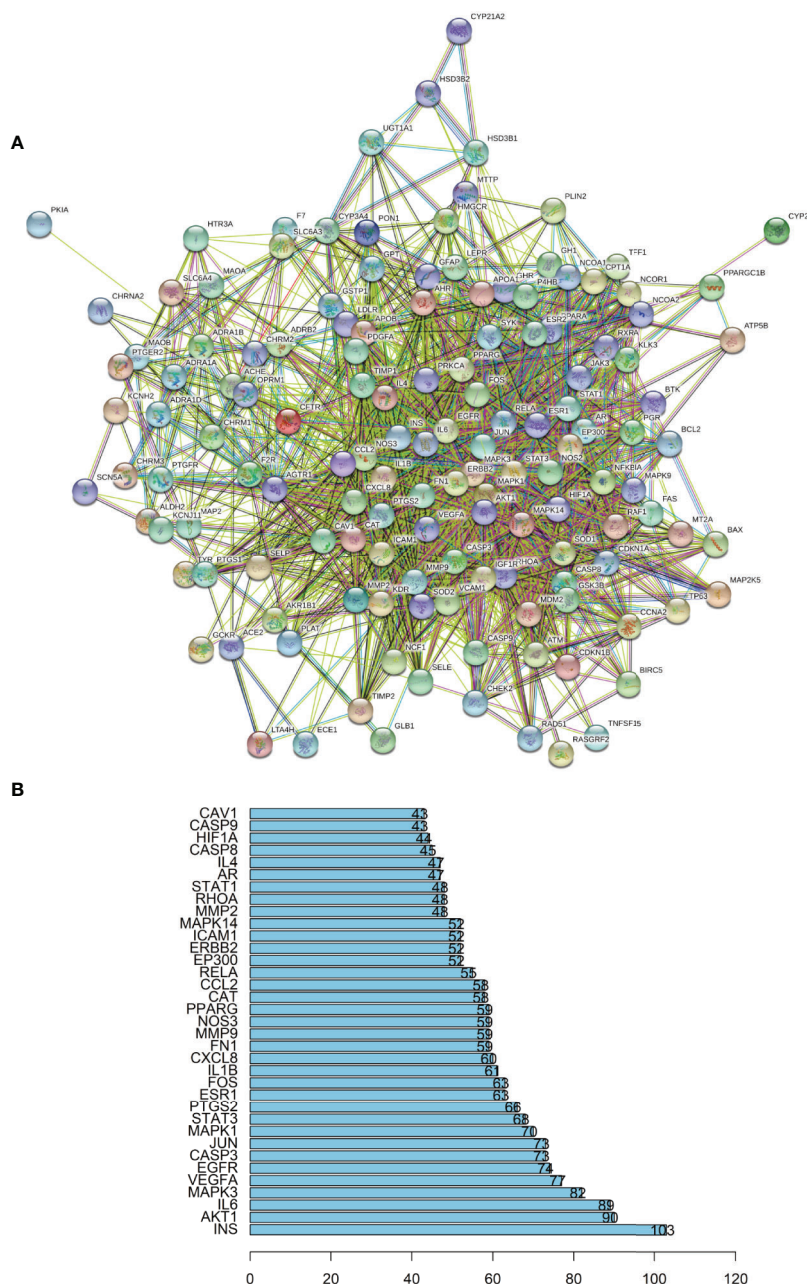 A
CYP21A2
HSD3B2
UGT1A1
HSD3B1
MTTP
PKIA
PLIN2
HMGCR
F7
CYP3A4
PON1
CYP2
HTR3A
SLC6A3
GPT
GFAP
LEPR
GH1
NCOA1
TFF1
CPT1A
SLC6A4
MAOA
AHR
APOA1
GHR
P4HB
NCOR1
PPARGC1B
CHRNA2
GSTP1
LDLR
APOB
SYK
ESR2
PPARA
NCOA2
MAOB
ADRA1B
CHRM2
ADRB2
PDGFA
RXRA
KLK3
ATP5B
PTGER2
ADRA1A
ACHE
OPRM1
TIMP1
IL4
PRKCA
PPARG
FOS
JAK3
STAT1
BTK
KCNH2
ADRA1D
CHRM1
CFTR
INS
IL6
EGFR
JUN
RELA
ESR1
AR
EP300
PGR
BCL2
CHRM3
PTGFR
F2R
CCL2
NOS3
IL1B
MAPK3
STAT3
NOS2
NFKBIA
MAPK9
SCN5A
AGTR1
CXCL8
FN1
ERBB2
MAPK1
HIF1A
FAS
ALDH2
KCNJ11
MAP2
PTGS2
VEGFA
AKT1
MAPK14
RAF1
MT2A
CAV1
CAT
ICAM1
SOD1
CDKN1A
BAX
TYR
PTGS1
SELP
MMP9
CASP3
IGF1R
RHOA
CASP8
GSK3B
MAP2K5
MMP2
KDR
SOD2
VCAM1
MDM2
CCNA2
TP63
AKR1B1
GCKR
ACE2
PLAT
NCF1
CASP9
ATM
CDKN1B
BIRC5
SELE
CHEK2
TIMP2
LTA4H
ECE1
GLB1
RAD51
TNFSF15
RASGRF2
B
CAV1 43
CASP9 43
HIF1A 44
CASP8 45
IL4 47
AR 47
STAT1 48
RHOA 48
MMP2 48
MAPK14 52
ICAM1 52
ERBB2 52
EP300 52
RELA 55
CCL2 58
CAT 58
PPARG 59
NOS3 59
MMP9 59
FN1 59
CXCL8 60
IL1B 61
FOS 63
ESR1 63
PTGS2 66
STAT3 68
MAPK1 70
JUN 73
CASP3 73
EGFR 74
VEGFA 77
MAPK3 82
IL6 89
AKT1 90
INS 103
0 20 40 60 80 100 120